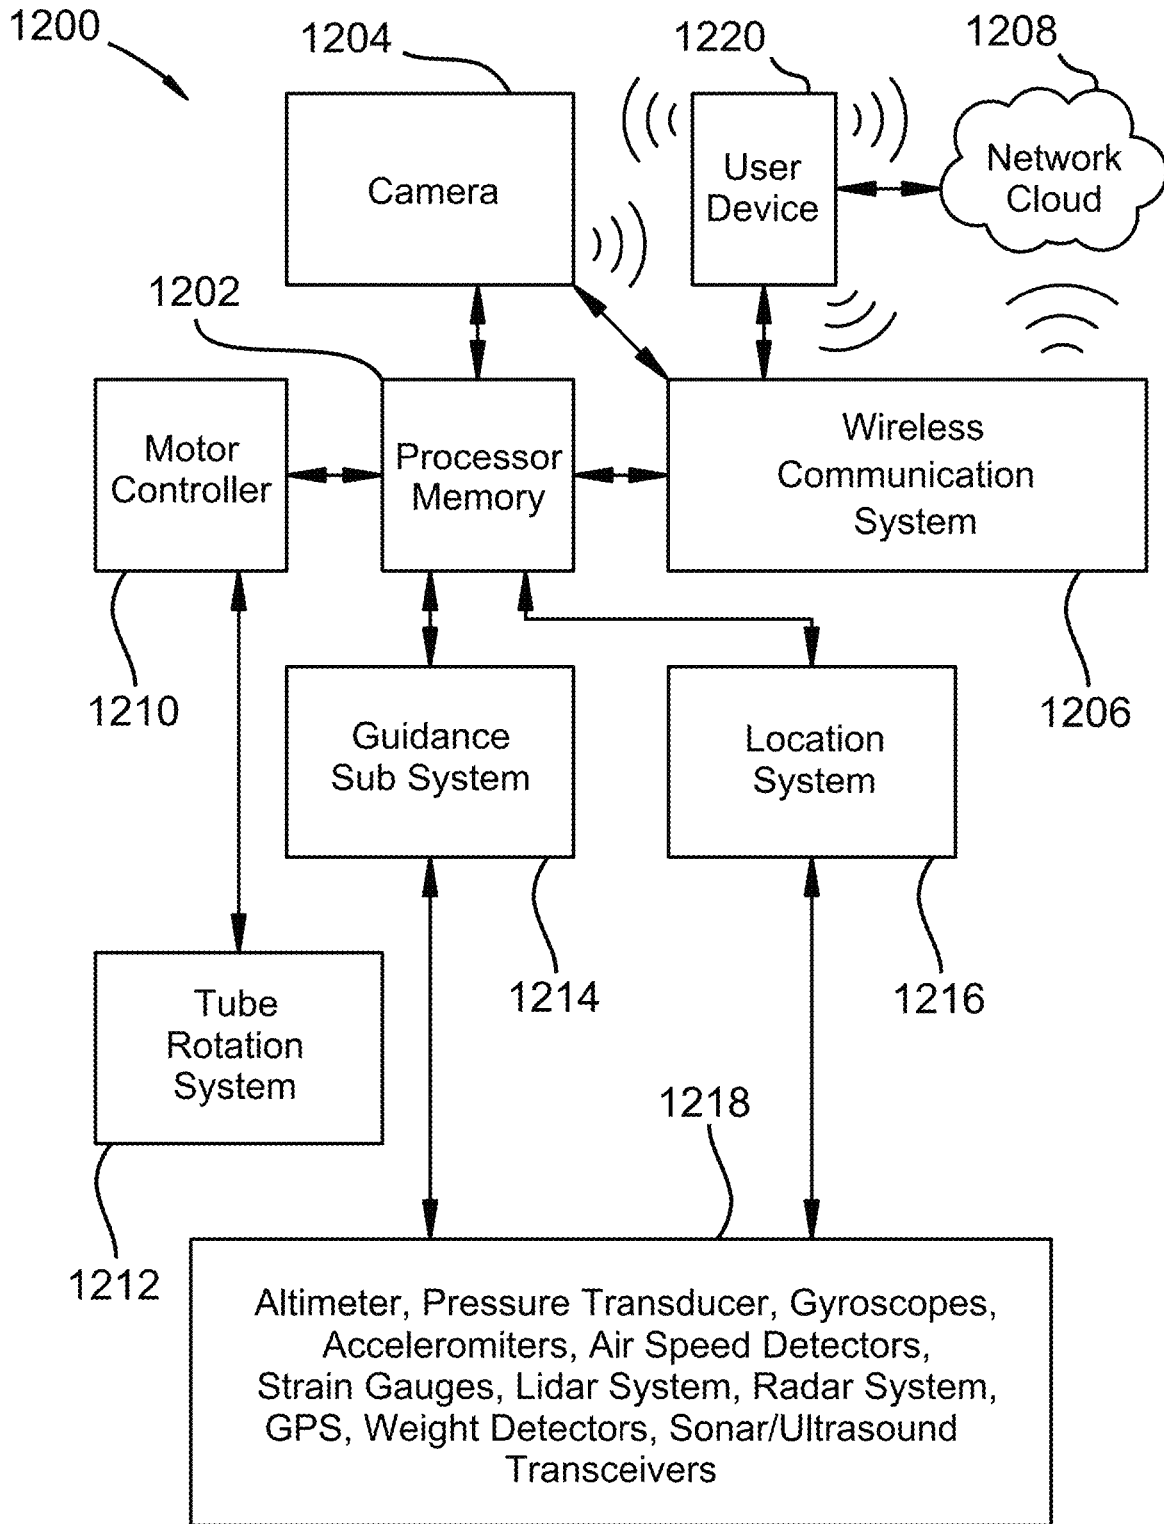 1200
1204
1220
1208
Camera
User
Device
Network
Cloud
1202
Motor
Controller
Processor
Memory
Wireless
Communication
System
1210
1206
Guidance
Sub System
Location
System
1214
1216
Tube
Rotation
System
1218
1212
Altimeter, Pressure Transducer, Gyroscopes,
Acceleromiters, Air Speed Detectors,
Strain Gauges, Lidar System, Radar System,
GPS, Weight Detectors, Sonar/Ultrasound
Transceivers